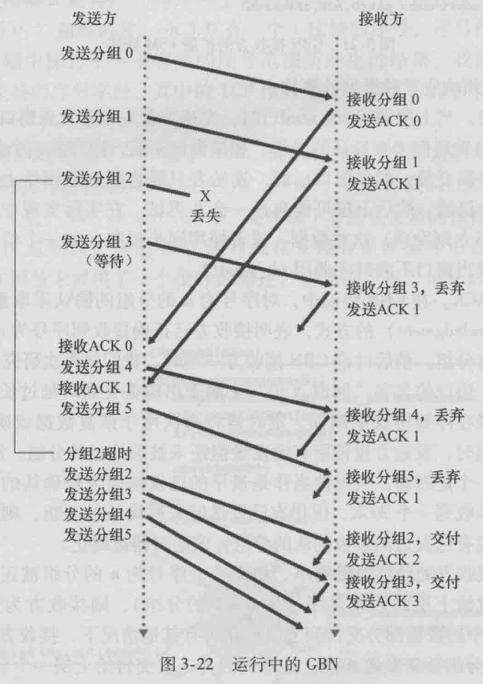 发送方
接收方
发送分组 0
接收分组 0
发送ACK 0
发送分组 1
接收分组 1
发送ACK 1
发送分组 2
X
丢失
发送分组 3
（等待）
接收分组 3，丢弃
发送ACK 1
接收ACK 0
发送分组 4
接收ACK 1
发送分组 5
接收分组 4，丢弃
发送ACK 1
分组2超时
发送分组2
发送分组3
发送分组4
发送分组5
接收分组5，丢弃
发送ACK 1
接收分组2，交付
发送ACK 2
接收分组3，交付
发送ACK 3
图 3-22 运行中的 GBN